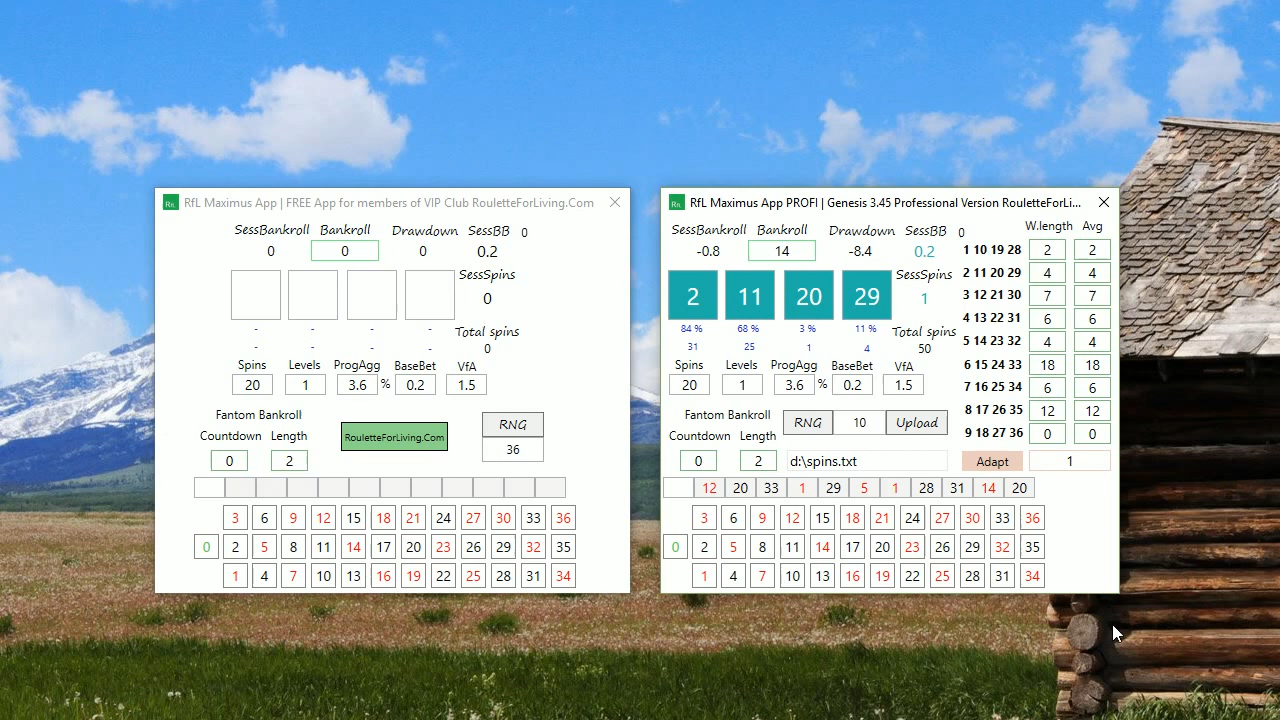 RfL RfL Maximus App | FREE App for members of VIP Club RouletteForLiving.Com
SessBankroll Bankroll Drawdown SessBB 0
0 0 0 0.2
SessSpins
0
- - - - Total spins
- - - - 0
Spins Levels ProgAgg BaseBet VfA
20 1 3.6 % 0.2 1.5
Fantom Bankroll
RouletteForLiving.Com
RNG
Countdown Length
36
0 2
3 6 9 12 15 18 21 24 27 30 33 36
0 2 5 8 11 14 17 20 23 26 29 32 35
1 4 7 10 13 16 19 22 25 28 31 34
RfL RfL Maximus App PROFI | Genesis 3.45 Professional Version RouletteForLi...
W.length Avg
SessBankroll Bankroll Drawdown SessBB 0
-0.8 14 -8.4 0.2
1 10 19 28 2 2
2 11 20 29 4 4
3 12 21 30 7 7
4 13 22 31 6 6
5 14 23 32 4 4
6 15 24 33 18 18
7 16 25 34 6 6
8 17 26 35 12 12
9 18 27 36 0 0
2 11 20 29
SessSpins
1
84 % 68 % 3 % 11 %
Total spins
31 25 1 4 50
Spins Levels ProgAgg BaseBet VfA
20 1 3.6 % 0.2 1.5
Fantom Bankroll
RNG 10 Upload
Countdown Length
0 2 d:\spins.txt Adapt 1
12 20 33 1 29 5 1 28 31 14 20
3 6 9 12 15 18 21 24 27 30 33 36
0 2 5 8 11 14 17 20 23 26 29 32 35
1 4 7 10 13 16 19 22 25 28 31 34